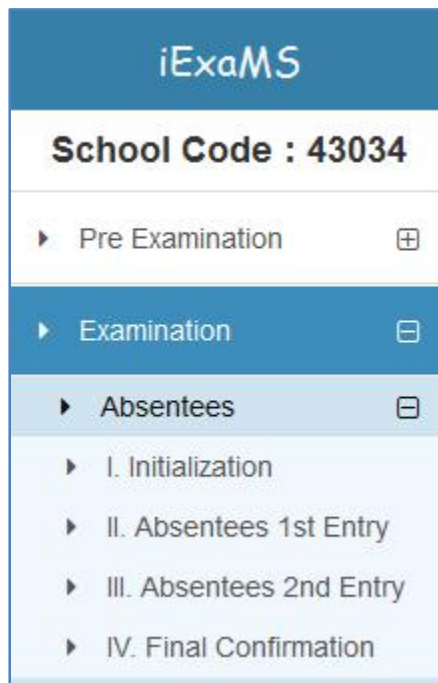 iExaMS
School Code : 43034
Pre Examination
Examination
Absentees
I. Initialization
II. Absentees 1st Entry
III. Absentees 2nd Entry
IV. Final Confirmation